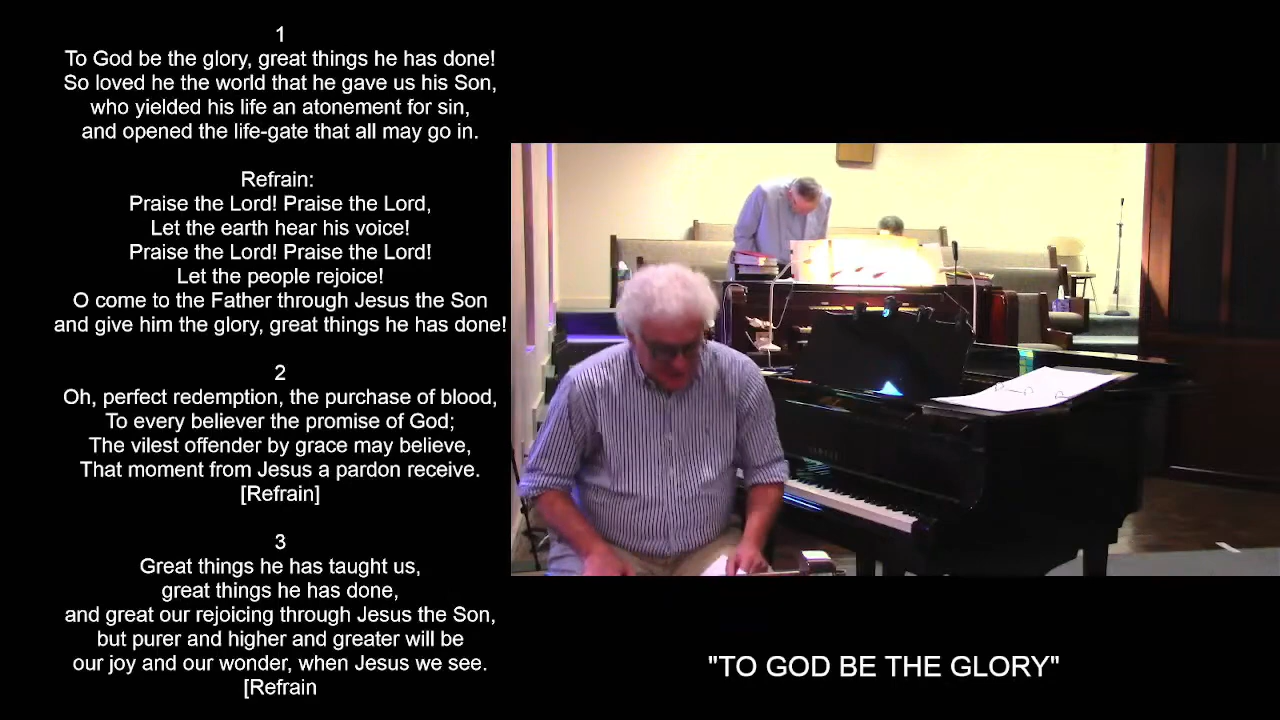 1
To God be the glory, great things he has done!
So loved he the world that he gave us his Son,
who yielded his life an atonement for sin,
and opened the life-gate that all may go in.
Refrain:
Praise the Lord! Praise the Lord,
Let the earth hear his voice!
Praise the Lord! Praise the Lord!
Let the people rejoice!
O come to the Father through Jesus the Son
and give him the glory, great things he has done!
2
Oh, perfect redemption, the purchase of blood,
To every believer the promise of God;
The vilest offender by grace may believe,
That moment from Jesus a pardon receive.
[Refrain]
3
Great things he has taught us,
great things he has done,
and great our rejoicing through Jesus the Son,
but purer and higher and greater will be
our joy and our wonder, when Jesus we see.
[Refrain
YAMAHA
"TO GOD BE THE GLORY"